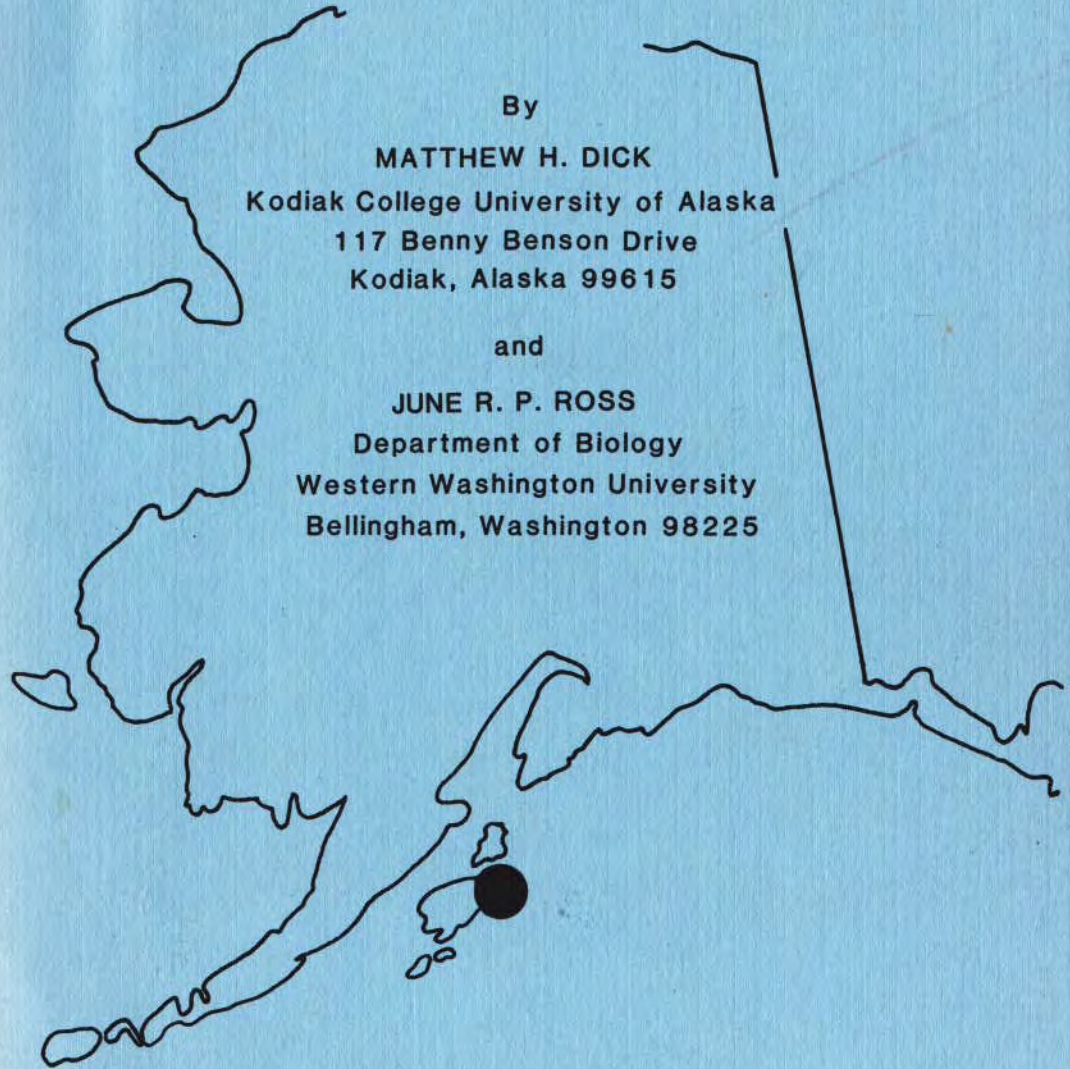 By
MATTHEW H. DICK
Kodiak College University of Alaska
117 Benny Benson Drive
Kodiak, Alaska 99615
and
JUNE R. P. ROSS
Department of Biology
Western Washington University
Bellingham, Washington 98225